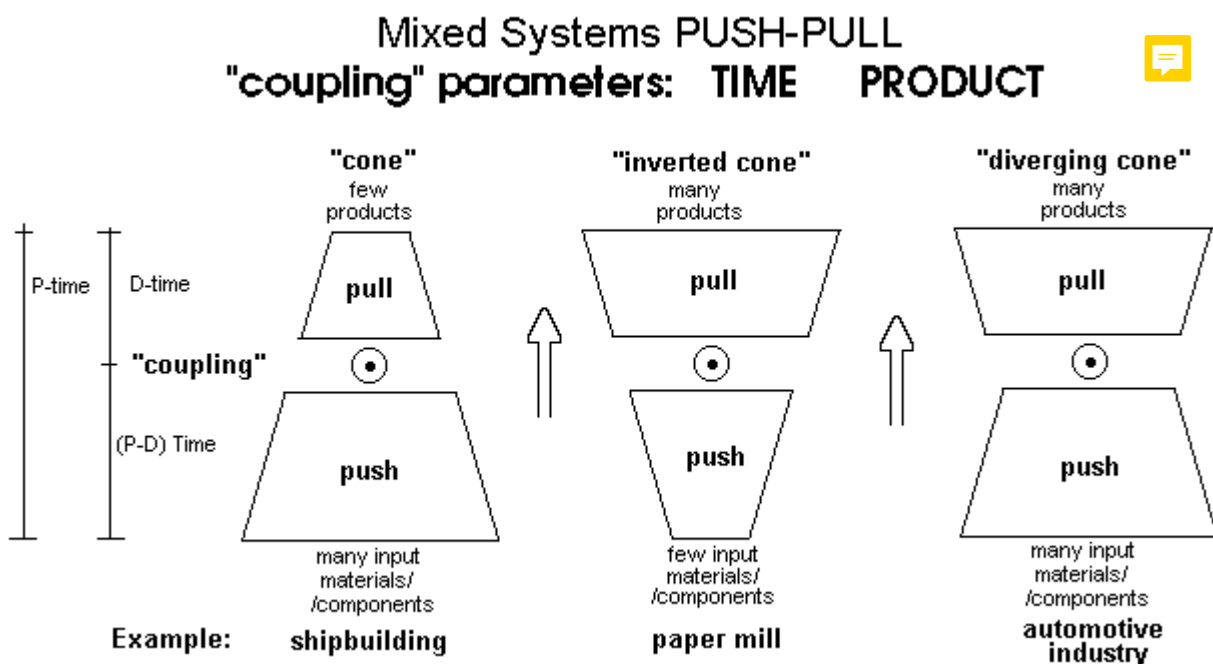 Mixed Systems PUSH-PULL
"coupling" parameters: TIME PRODUCT
"cone"
few
products
"inverted cone"
many
products
"diverging cone"
many
products
P-time
D-time
pull
pull
pull
"coupling"
(P-D) Time
push
push
push
many input
materials/
/components
few input
materials/
/components
many input
materials/
/components
Example:
shipbuilding
paper mill
automotive
industry